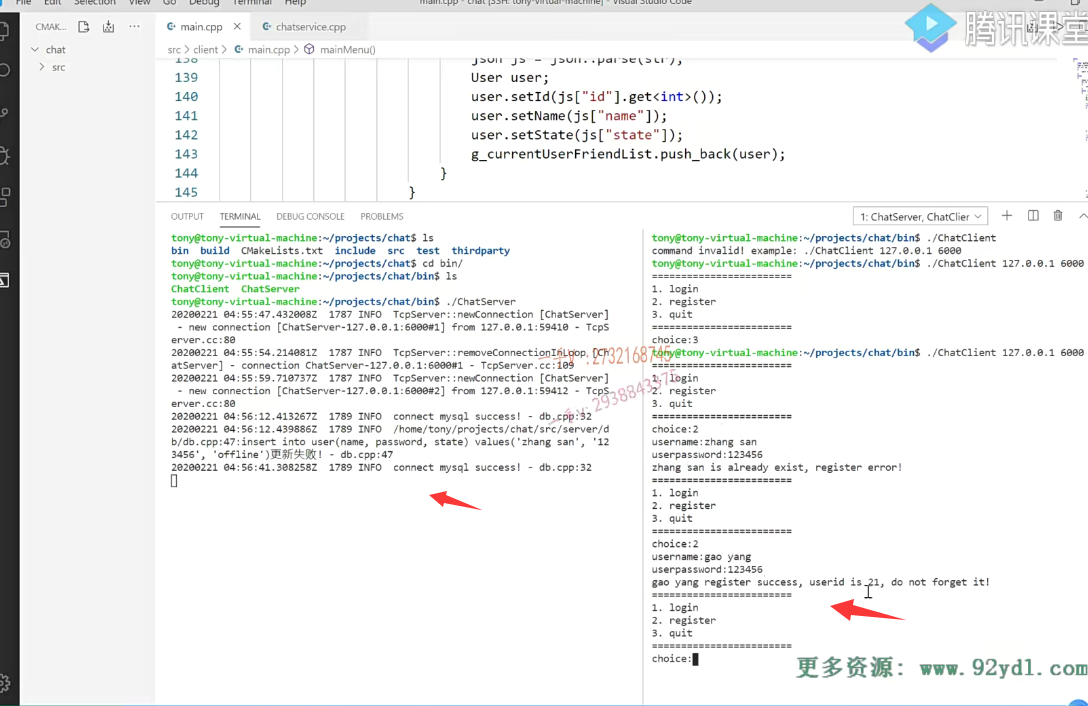 File Edit Selection View Go Debug Terminal Help
main.cpp - chat [SSH: tony-virtual-machine] - Visual Studio Code
腾讯课堂
CMAK...
chat
src
main.cpp
chatservice.cpp
src > client > main.cpp > mainMenu()
138 json js = json::parse(str);
139 User user;
140 user.setId(js["id"].get<int>());
141 user.setName(js["name"]);
142 user.setState(js["state"]);
143 g_currentUserFriendList.push_back(user);
144 }
145 }
OUTPUT TERMINAL DEBUG CONSOLE PROBLEMS
1: ChatServer, ChatClier
tony@tony-virtual-machine:~/projects/chat$ ls
bin build CMakeLists.txt include src test thirdparty
tony@tony-virtual-machine:~/projects/chat$ cd bin/
tony@tony-virtual-machine:~/projects/chat/bin$ ls
ChatClient ChatServer
tony@tony-virtual-machine:~/projects/chat/bin$ ./ChatServer
20200221 04:55:47.432008Z 1787 INFO TcpServer::newConnection [ChatServer]
- new connection [ChatServer-127.0.0.1:6000#1] from 127.0.0.1:59410 - TcpS
erver.cc:80
20200221 04:55:54.214081Z 1787 INFO TcpServer::removeConnectionInLoop [Ch
atServer] - connection ChatServer-127.0.0.1:6000#1 - TcpServer.cc:109
20200221 04:55:59.710737Z 1787 INFO TcpServer::newConnection [ChatServer]
- new connection [ChatServer-127.0.0.1:6000#2] from 127.0.0.1:59412 - TcpS
erver.cc:80
20200221 04:56:12.413267Z 1789 INFO connect mysql success! - db.cpp:32
20200221 04:56:12.439886Z 1789 INFO /home/tony/projects/chat/src/server/d
b/db.cpp:47:insert into user(name, password, state) values('zhang san', '12
3456', 'offline')更新失败! - db.cpp:47
20200221 04:56:41.308258Z 1789 INFO connect mysql success! - db.cpp:32
tony@tony-virtual-machine:~/projects/chat/bin$ ./ChatClient
command invalid! example: ./ChatClient 127.0.0.1 6000
tony@tony-virtual-machine:~/projects/chat/bin$ ./ChatClient 127.0.0.1 6000
========================
1. login
2. register
3. quit
========================
choice:3
tony@tony-virtual-machine:~/projects/chat/bin$ ./ChatClient 127.0.0.1 6000
========================
1. login
2. register
3. quit
========================
choice:2
username:zhang san
userpassword:123456
zhang san is already exist, register error!
========================
1. login
2. register
3. quit
========================
choice:2
username:gao yang
userpassword:123456
gao yang register success, userid is 21, do not forget it!
========================
1. login
2. register
3. quit
========================
choice:
2732168745
更多资源: www.92ydl.com